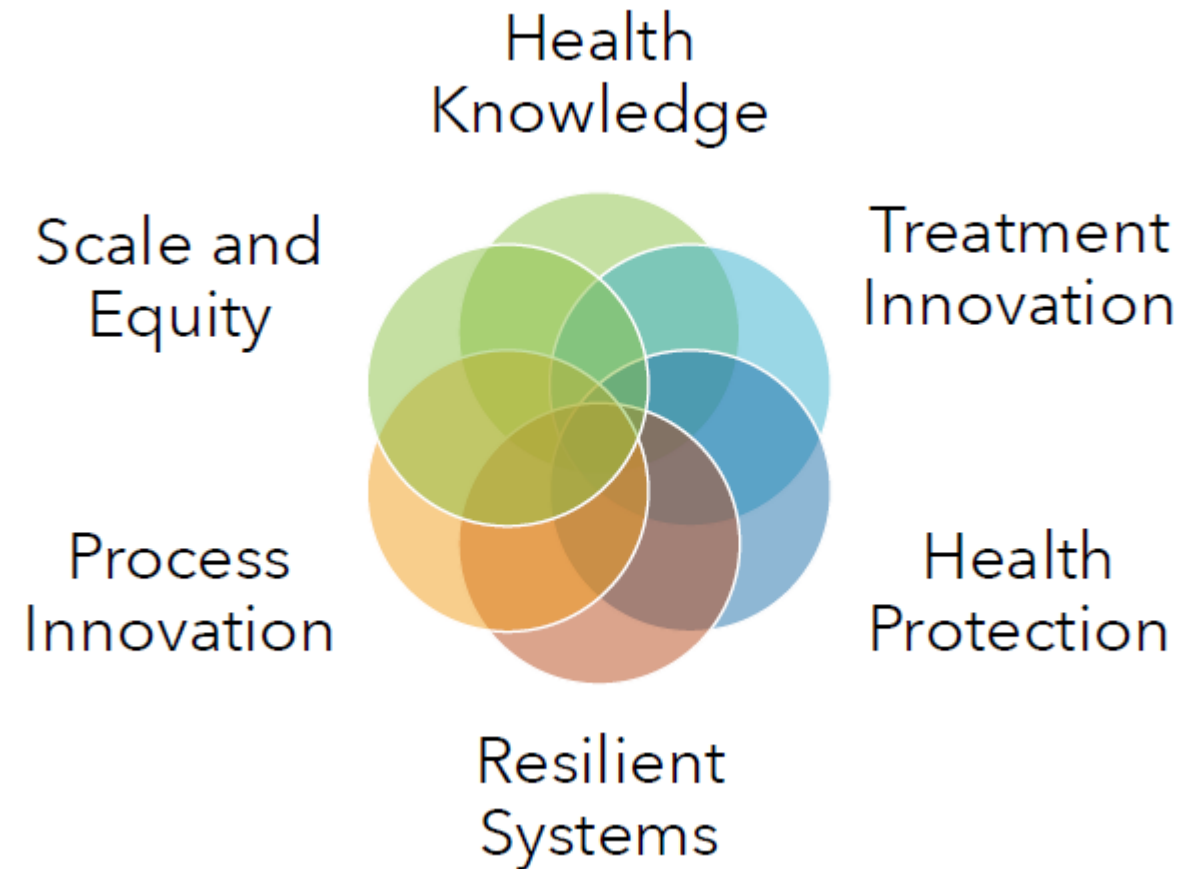 Health
Knowledge
Treatment
Innovation
Health
Protection
Resilient
Systems
Process
Innovation
Scale and
Equity